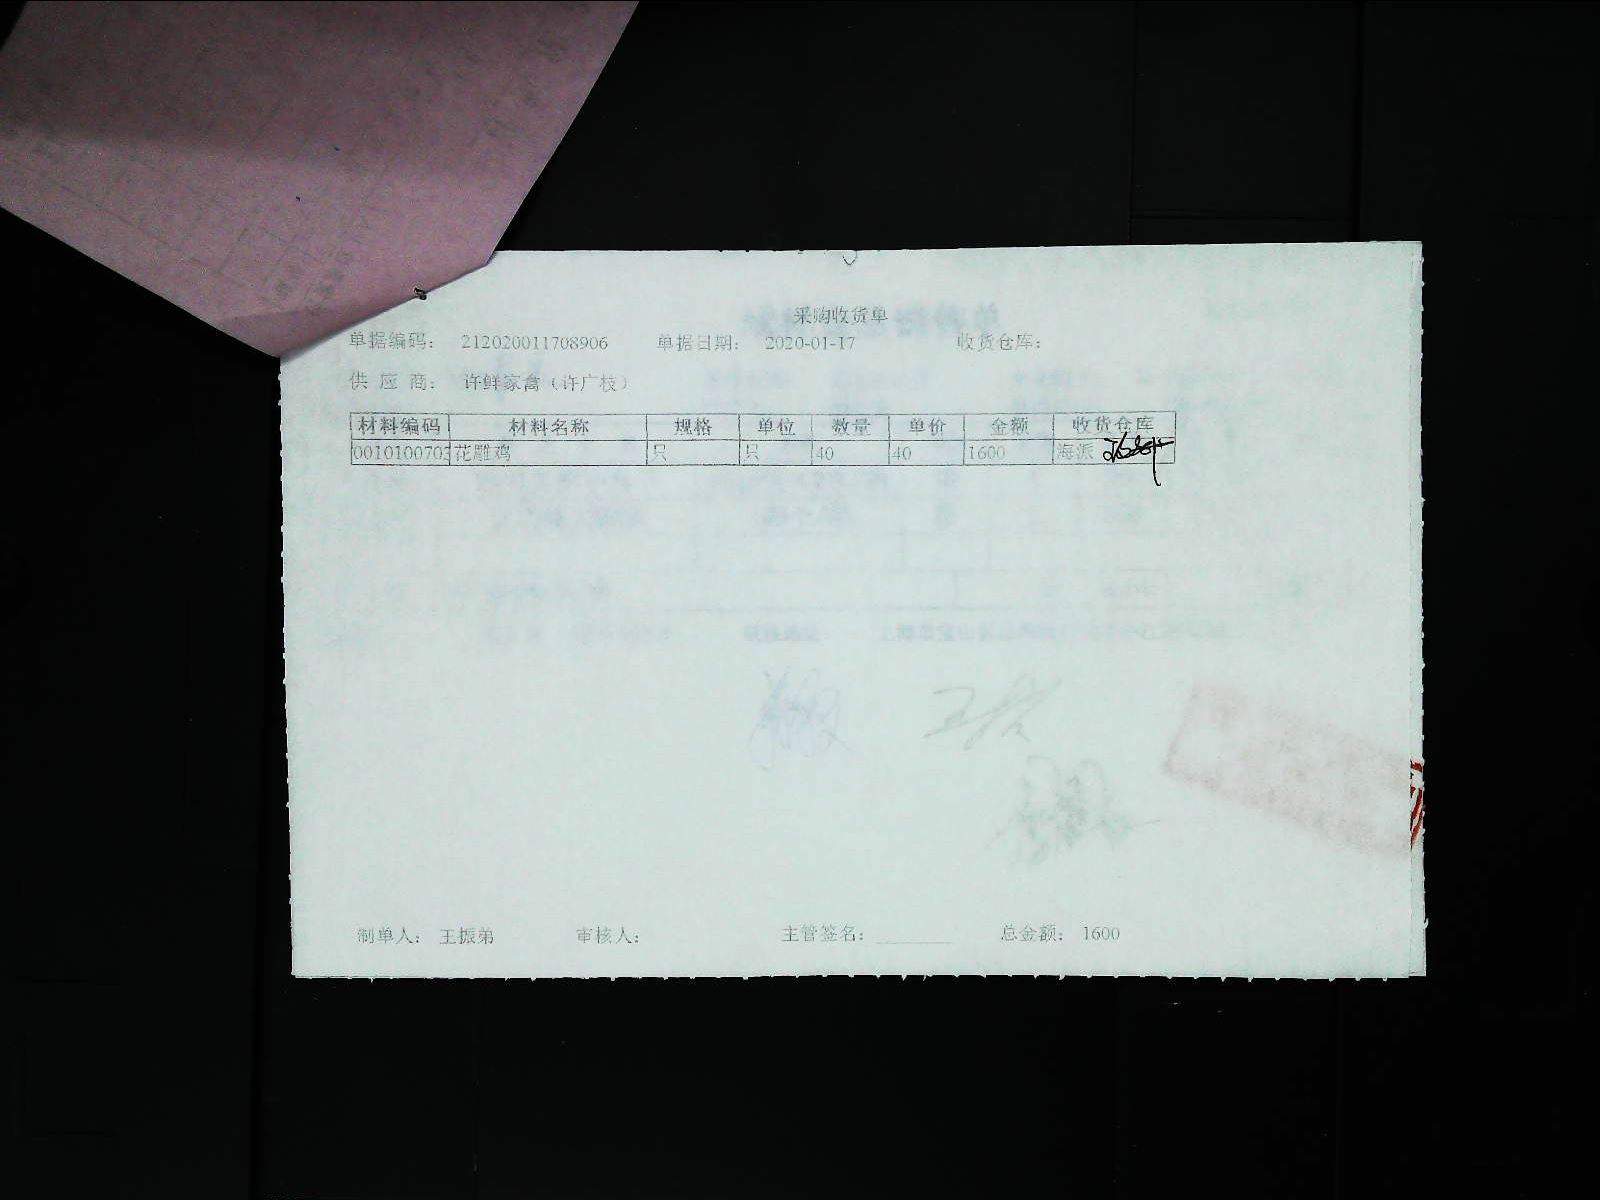 采购收货单
单据编码： 212020011708906 单据日期： 2020-01-17 收货仓库：
供 应 商： 许鲜家禽（许广枝）
材料编码 材料名称 规格 单位 数量 单价 金额 收货仓库
0010100703 花雕鸡 只 只 40 40 1600 海派
制单人： 王振弟 审核人： 主管签名： 总金额： 1600